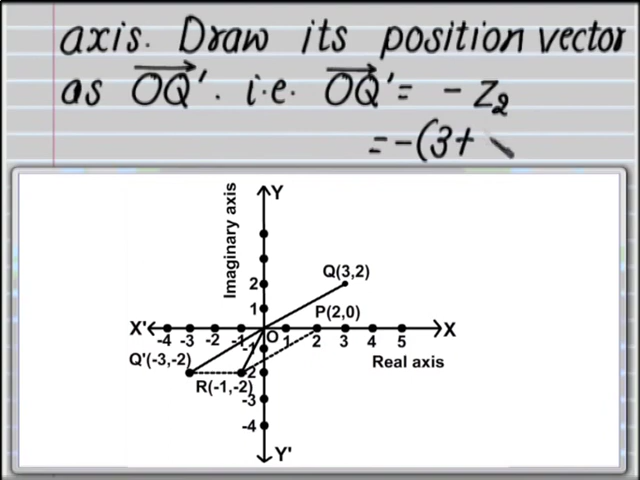 axis. Draw its position vector
as OQ'. i.e. OQ' = - Z₂
= -(3+
Imaginary axis
Y
Q(3,2)
2
1
P(2,0)
X' -4 -3 -2 -1 O 1 2 3 4 5 X
-1
Real axis
Q'(-3,-2)
-2
R(-1,-2)
-3
-4
Y'